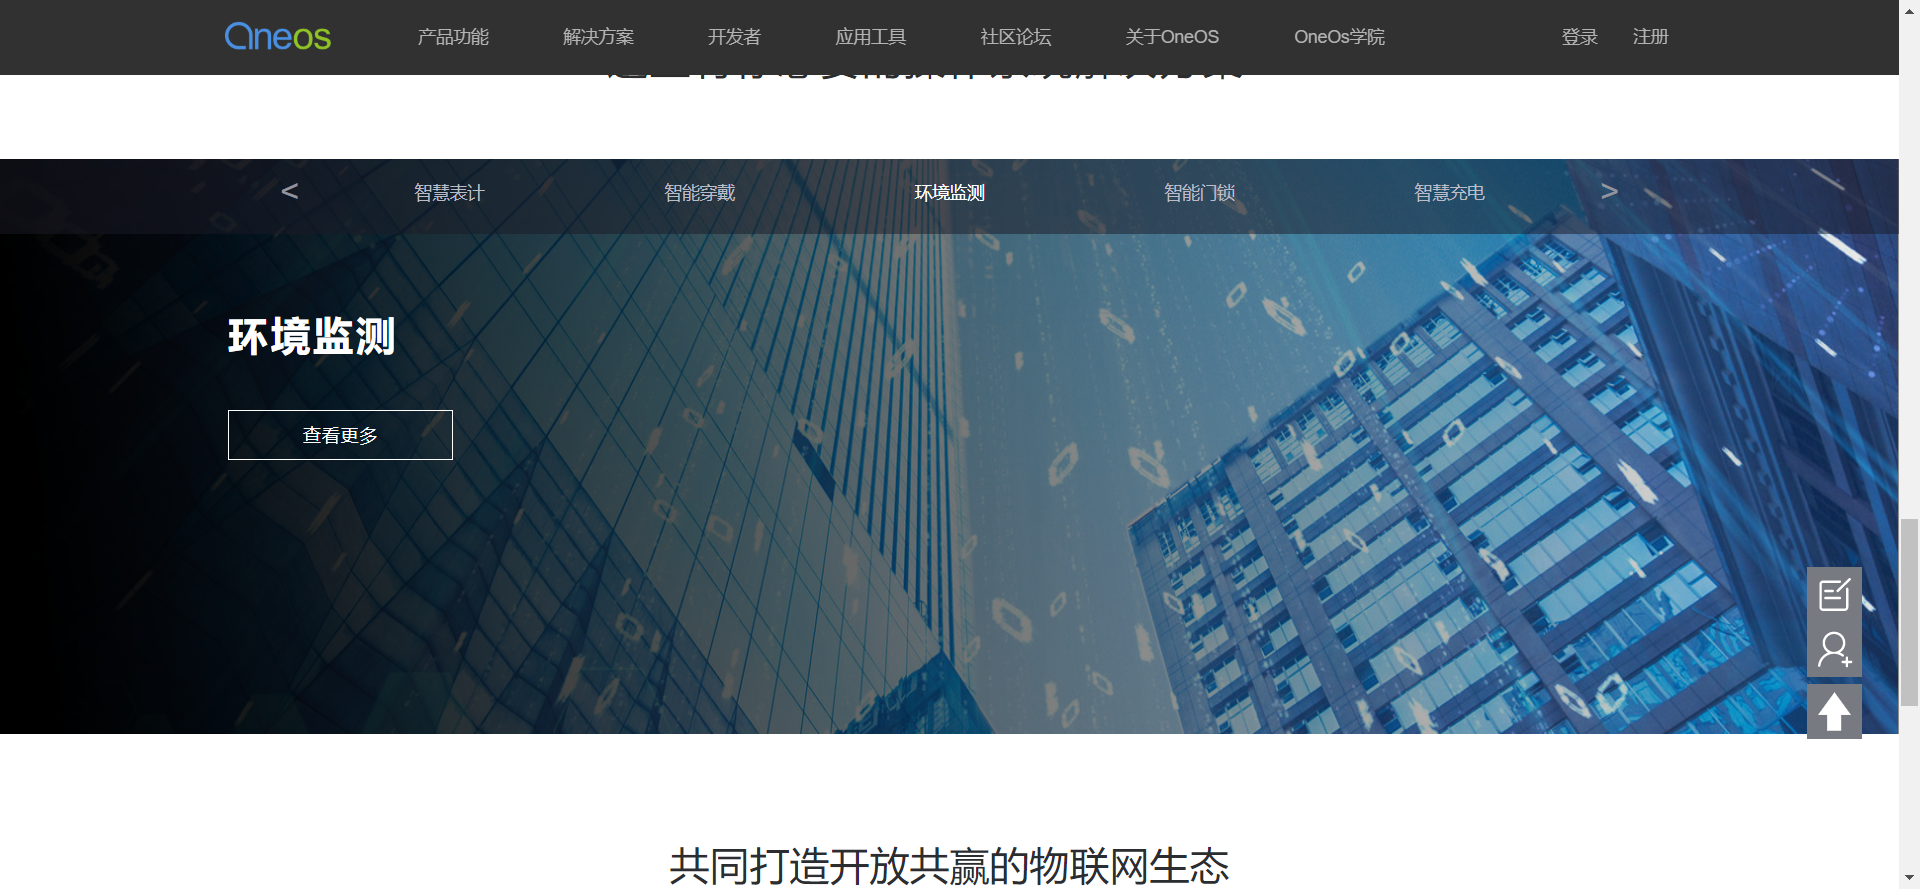 Oneos 产品功能 解决方案 开发者 应用工具 社区论坛 关于OneOS OneOs学院 登录 注册
< 智慧表计 智能穿戴 环境监测 智能门锁 智慧充电 >
环境监测
查看更多
共同打造开放共赢的物联网生态